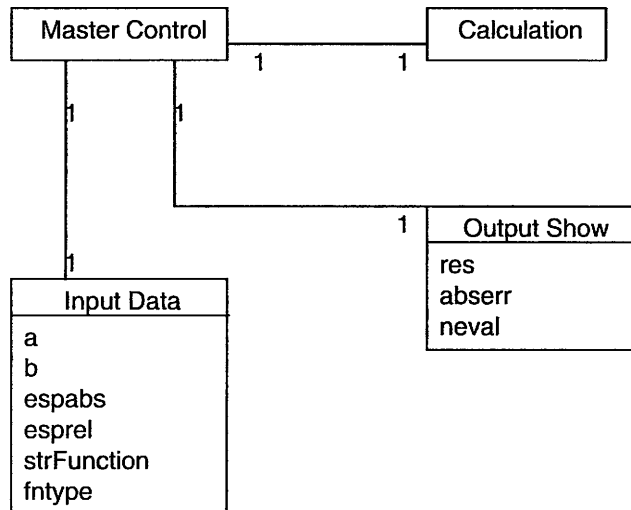 Master Control
Calculation
1
1
1
1
1
Output Show
res
abserr
neval
1
Input Data
a
b
espabs
esprel
strFunction
fntype